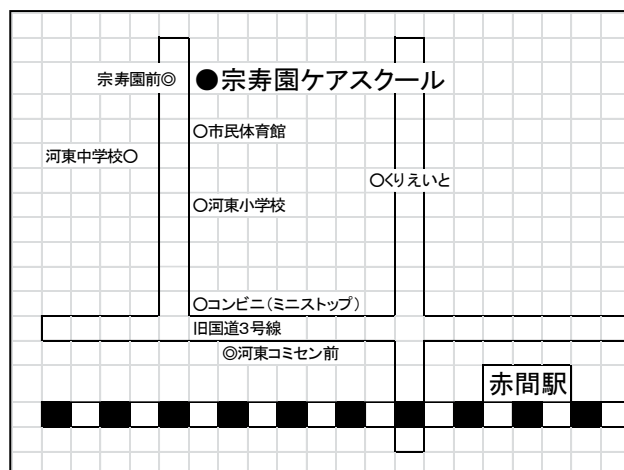 宗寿園前◎
●宗寿園ケアスクール
○市民体育館
河東中学校○
○くりえいと
○河東小学校
○コンビニ(ミニストップ)
旧国道3号線
◎河東コミセン前
赤間駅